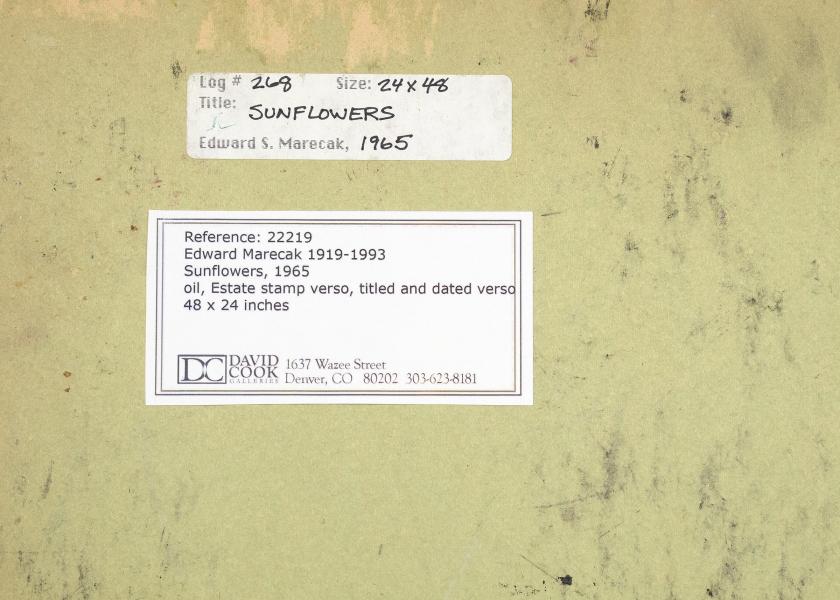 Log # 268 Size: 24 x 48
Title: SUNFLOWERS
Edward S. Marecak, 1965
Reference: 22219
Edward Marecak 1919-1993
Sunflowers, 1965
oil, Estate stamp verso, titled and dated verso
48 x 24 inches
DC DAVID COOK GALLERIES
1637 Wazee Street
Denver, CO 80202 303-623-8181